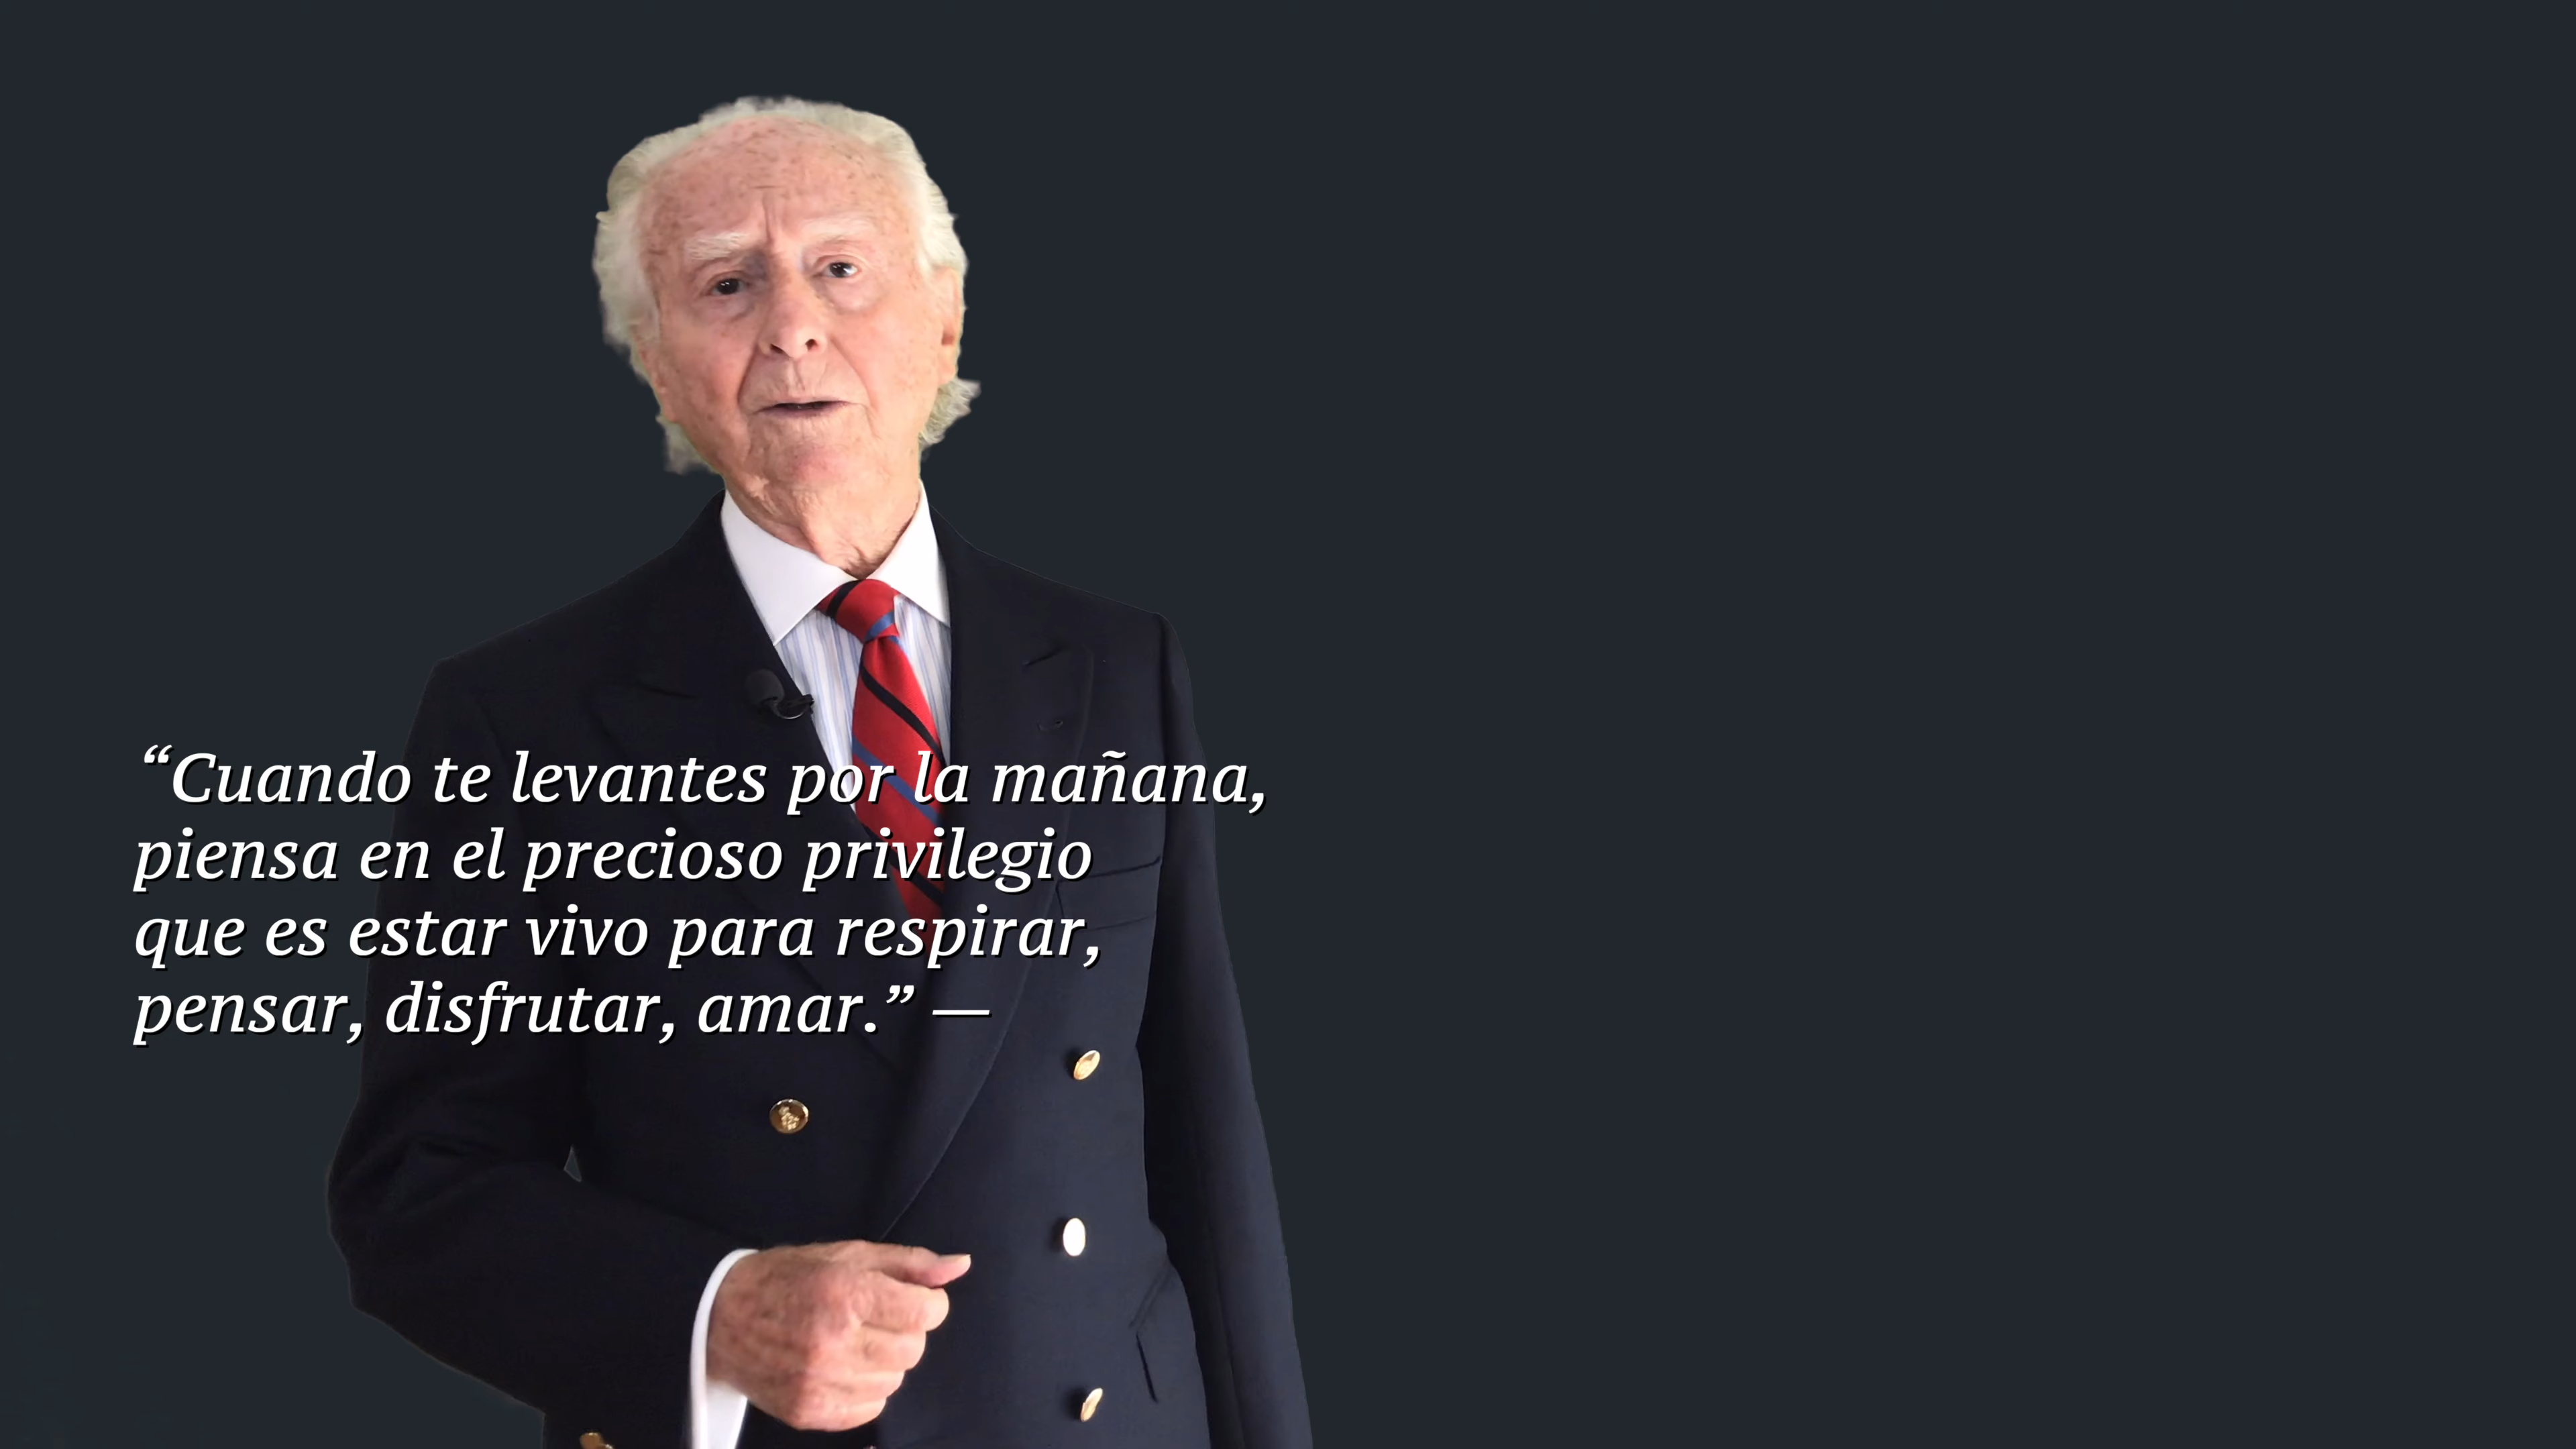 “Cuando te levantes por la mañana,
piensa en el precioso privilegio
que es estar vivo para respirar,
pensar, disfrutar, amar.” —